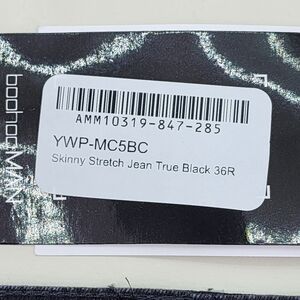 boohooMAN
AMM10319-847-285
YWP-MC5BC
Skinny Stretch Jean True Black 36R